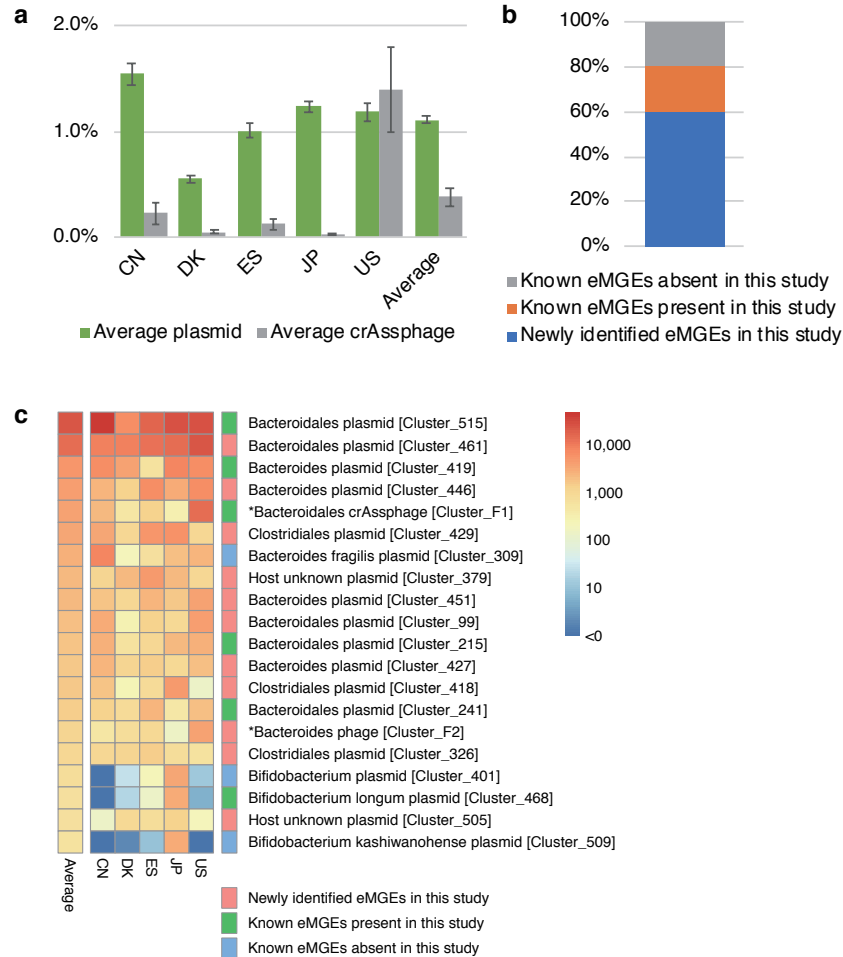 a
2.0%
1.0%
0.0%
CN
DK
ES
JP
US
Average
Average plasmid
Average crAssphage
b
100%
80%
60%
40%
20%
0%
Known eMGEs absent in this study
Known eMGEs present in this study
Newly identified eMGEs in this study
c
Bacteroidales plasmid [Cluster_515]
Bacteroidales plasmid [Cluster_461]
Bacteroides plasmid [Cluster_419]
Bacteroides plasmid [Cluster_446]
*Bacteroidales crAssphage [Cluster_F1]
Clostridiales plasmid [Cluster_429]
Bacteroides fragilis plasmid [Cluster_309]
Host unknown plasmid [Cluster_379]
Bacteroides plasmid [Cluster_451]
Bacteroidales plasmid [Cluster_99]
Bacteroidales plasmid [Cluster_215]
Bacteroides plasmid [Cluster_427]
Clostridiales plasmid [Cluster_418]
Bacteroidales plasmid [Cluster_241]
*Bacteroides phage [Cluster_F2]
Clostridiales plasmid [Cluster_326]
Bifidobacterium plasmid [Cluster_401]
Bifidobacterium longum plasmid [Cluster_468]
Host unknown plasmid [Cluster_505]
Bifidobacterium kashiwanohense plasmid [Cluster_509]
Average
CN
DK
ES
JP
US
10,000
1,000
100
10
<0
Newly identified eMGEs in this study
Known eMGEs present in this study
Known eMGEs absent in this study